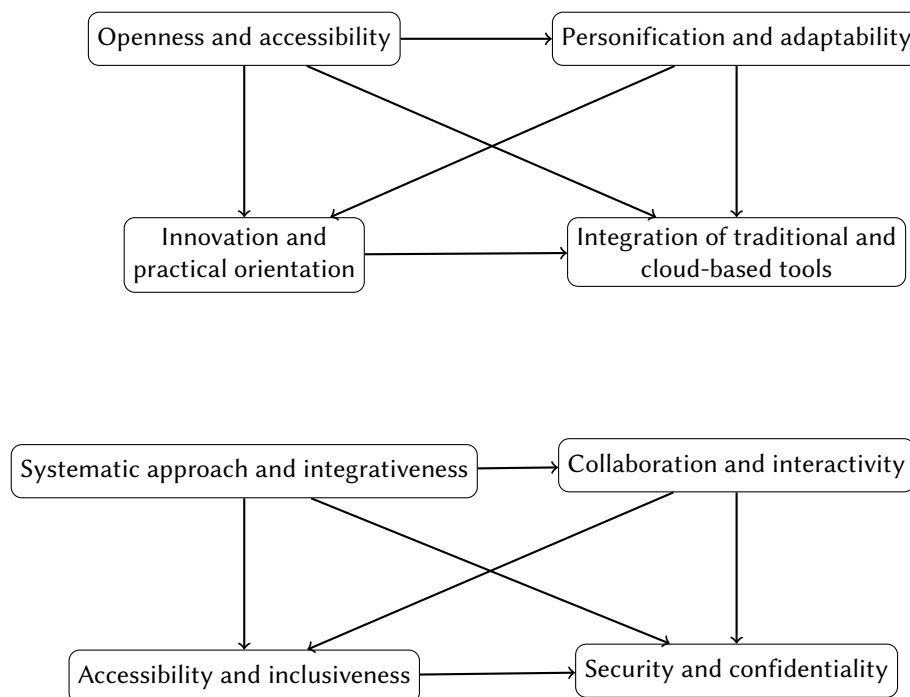 Openness and accessibility
Personification and adaptability
Innovation and
practical orientation
Integration of traditional and
cloud-based tools
Systematic approach and integrativeness
Collaboration and interactivity
Accessibility and inclusiveness
Security and confidentiality